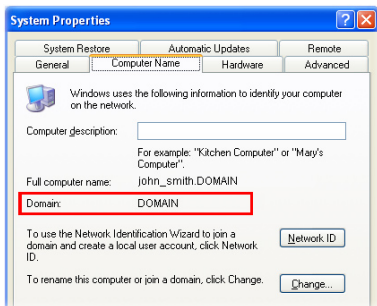 System Properties
System Restore Automatic Updates Remote
General Computer Name Hardware Advanced
Windows uses the following information to identify your computer
on the network.
Computer description:
For example: "Kitchen Computer" or "Mary's
Computer".
Full computer name: john_smith.DOMAIN
Domain: DOMAIN
To use the Network Identification Wizard to join a
domain and create a local user account, click Network
ID.
Network ID
To rename this computer or join a domain, click Change.
Change...